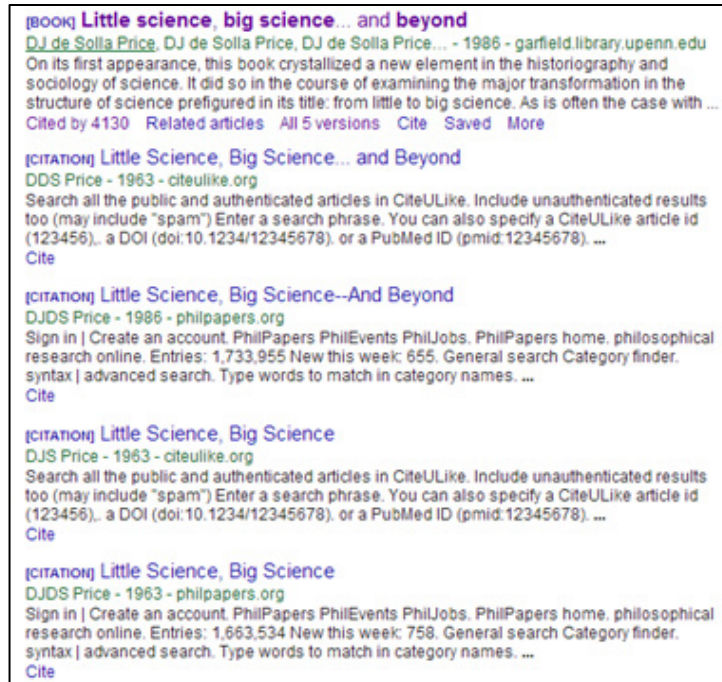 [BOOK] Little science, big science... and beyond
DJ de Solla Price, DJ de Solla Price, DJ de Solla Price... - 1986 - garfield.library.upenn.edu
On its first appearance, this book crystallized a new element in the historiography and
sociology of science. It did so in the course of examining the major transformation in the
structure of science prefigured in its title: from little to big science. As is often the case with ...
Cited by 4130 Related articles All 5 versions Cite Saved More
[CITATION] Little Science, Big Science... and Beyond
DDS Price - 1963 - citeulike.org
Search all the public and authenticated articles in CiteULike. Include unauthenticated results
too (may include "spam") Enter a search phrase. You can also specify a CiteULike article id
(123456),. a DOI (doi:10.1234/12345678). or a PubMed ID (pmid:12345678). ...
Cite
[CITATION] Little Science, Big Science--And Beyond
DJDS Price - 1986 - philpapers.org
Sign in | Create an account. PhilPapers PhilEvents PhilJobs. PhilPapers home. philosophical
research online. Entries: 1,733,955 New this week: 655. General search Category finder.
syntax | advanced search. Type words to match in category names. ...
Cite
[CITATION] Little Science, Big Science
DJS Price - 1963 - citeulike.org
Search all the public and authenticated articles in CiteULike. Include unauthenticated results
too (may include "spam") Enter a search phrase. You can also specify a CiteULike article id
(123456),. a DOI (doi:10.1234/12345678). or a PubMed ID (pmid:12345678). ...
Cite
[CITATION] Little Science, Big Science
DJDS Price - 1963 - philpapers.org
Sign in | Create an account. PhilPapers PhilEvents PhilJobs. PhilPapers home. philosophical
research online. Entries: 1,663,534 New this week: 758. General search Category finder.
syntax | advanced search. Type words to match in category names. ...
Cite